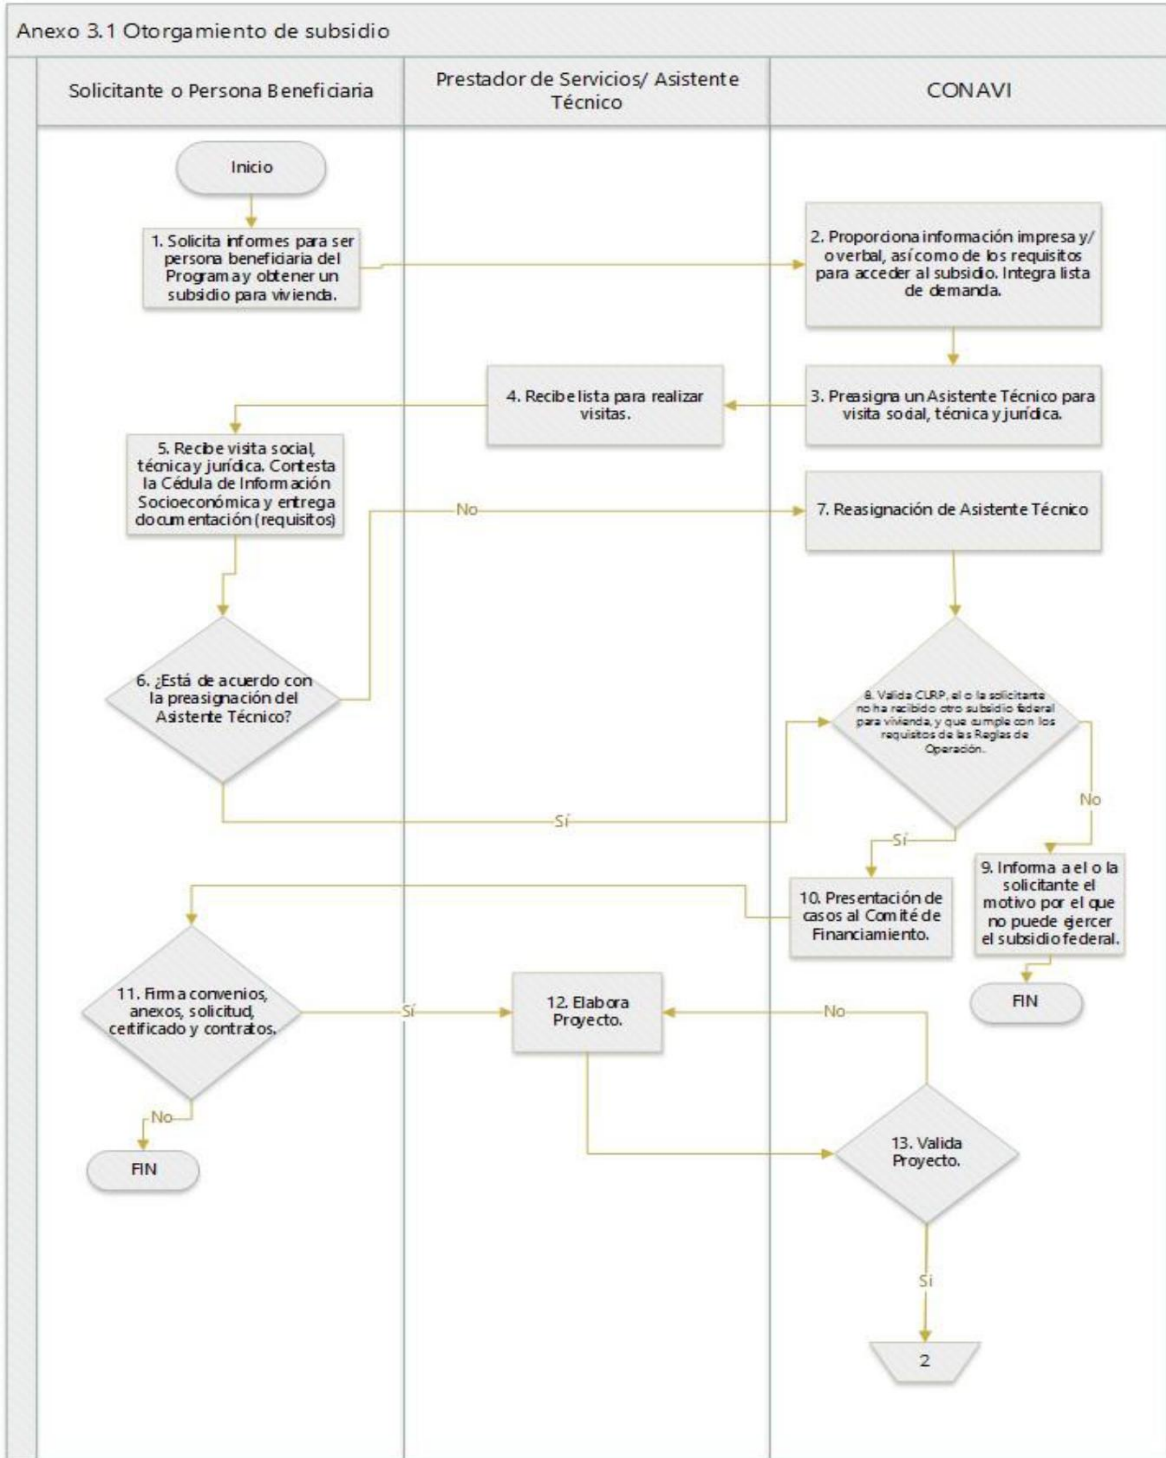 Anexo 3.1 Otorgamiento de subsidio
Solicitante o Persona Beneficiaria
Prestador de Servicios/ Asistente
Técnico
CONAVI
Inicio
1. Solicita informes para ser
persona beneficiaria del
Programa y obtener un
subsidio para vivienda.
2. Proporciona información impresa y/
o verbal, así como de los requisitos
para acceder al subsidio. Integra lista
de demanda.
3. Preasigna un Asistente Técnico para
visita social, técnica y jurídica.
4. Recibe lista para realizar
visitas.
5. Recibe visita social,
técnica y jurídica. Contesta
la Cédula de Información
Socioeconómica y entrega
documentación (requisitos)
No
7. Reasignación de Asistente Técnico
6. ¿Está de acuerdo con
la preasignación del
Asistente Técnico?
8. Valida CURP, el o la solicitante
no ha recibido otro subsidio federal
para vivienda, y que cumple con los
requisitos de las Reglas de
Operación.
Sí
No
Sí
9. Informa a el o la
solicitante el
motivo por el que
no puede ejercer
el subsidio federal.
10. Presentación de
casos al Comité de
Financiamiento.
FIN
11. Firma convenios,
anexos, solicitud,
certificado y contratos.
Sí
12. Elabora
Proyecto.
No
No
FIN
13. Valida
Proyecto.
Si
2